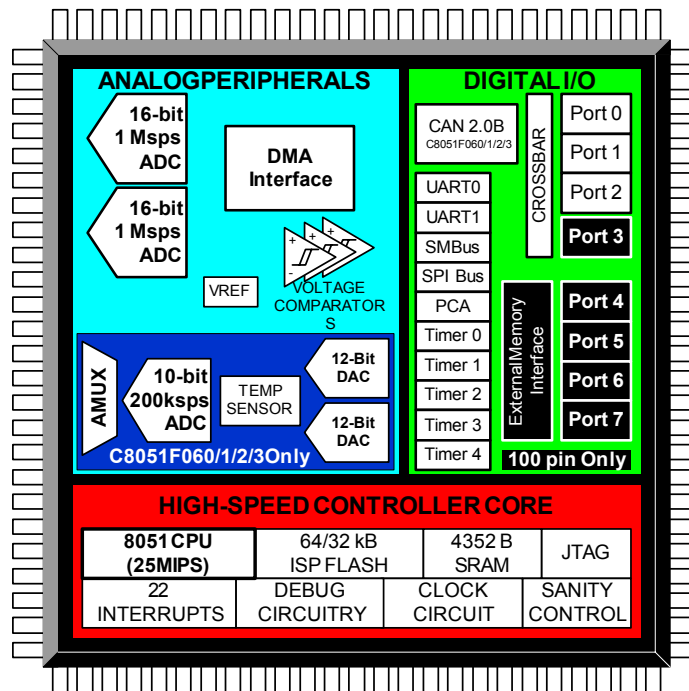 ANALOGPERIPHERALS
16-bit
1 Msps
ADC
16-bit
1 Msps
ADC
DMA
Interface
+
-
+
+
VREF
VOLTAGE
COMPARATOR
S
AMUX
10-bit
200ksps
ADC
TEMP
SENSOR
12-Bit
DAC
12-Bit
DAC
C8051F060/1/2/3Only
DIGITALI/O
CAN 2.0B
C8051F060/1/2/3
UART0
UART1
SMBus
SPI Bus
PCA
Timer 0
Timer 1
Timer 2
Timer 3
Timer 4
CROSSBAR
Port 0
Port 1
Port 2
Port 3
ExternalMemory
Interface
Port 4
Port 5
Port 6
Port 7
100 pin Only
HIGH-SPEED CONTROLLER CORE
8051CPU
(25MIPS)
64/32 kB
ISP FLASH
4352 B
SRAM
JTAG
22
INTERRUPTS
DEBUG
CIRCUITRY
CLOCK
CIRCUIT
SANITY
CONTROL